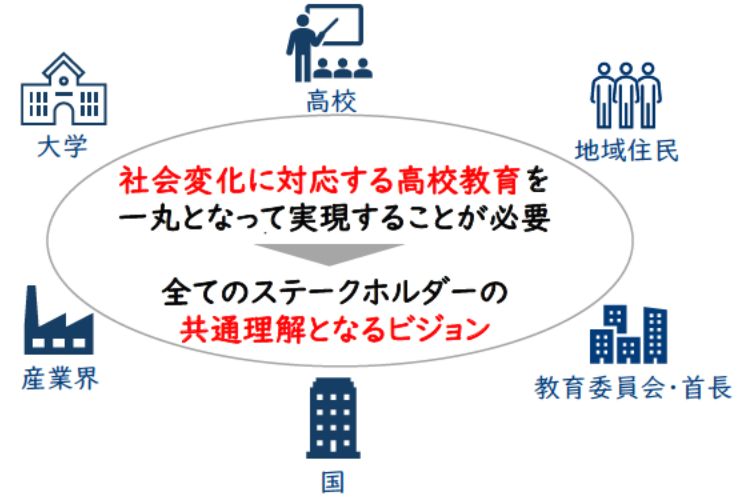 高校
大学
地域住民
社会変化に対応する高校教育を
一丸となって実現することが必要
全てのステークホルダーの
共通理解となるビジョン
産業界
教育委員会・首長
国